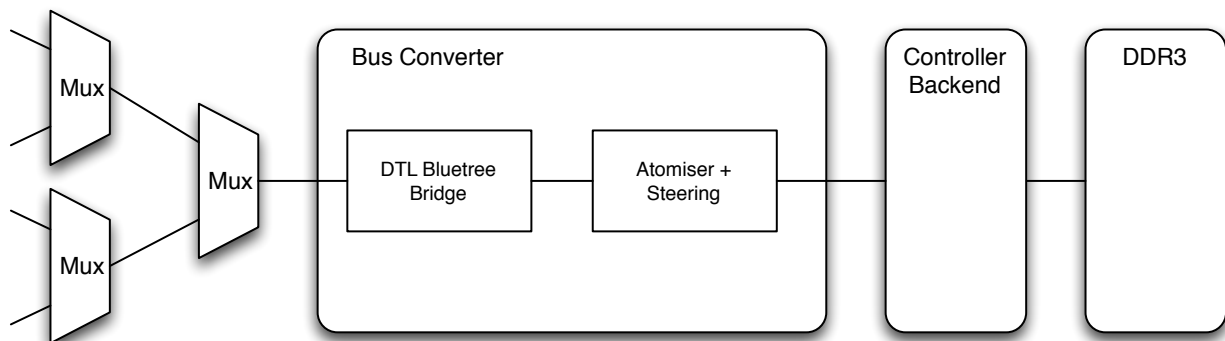 Mux
Mux
Mux
Bus Converter
DTL Bluetree
Bridge
Atomiser +
Steering
Controller
Backend
DDR3